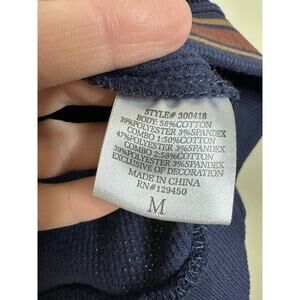 STYLE# 300418
BODY: 58%COTTON
39%POLYESTER 3%SPANDEX
COMBO 1:50%COTTON
47%POLYESTER 3%SPANDEX
COMBO 2:58%COTTON
39%POLYESTER 3%SPANDEX
EXCLUSIVE OF DECORATION
MADE IN CHINA
RN#129450
M